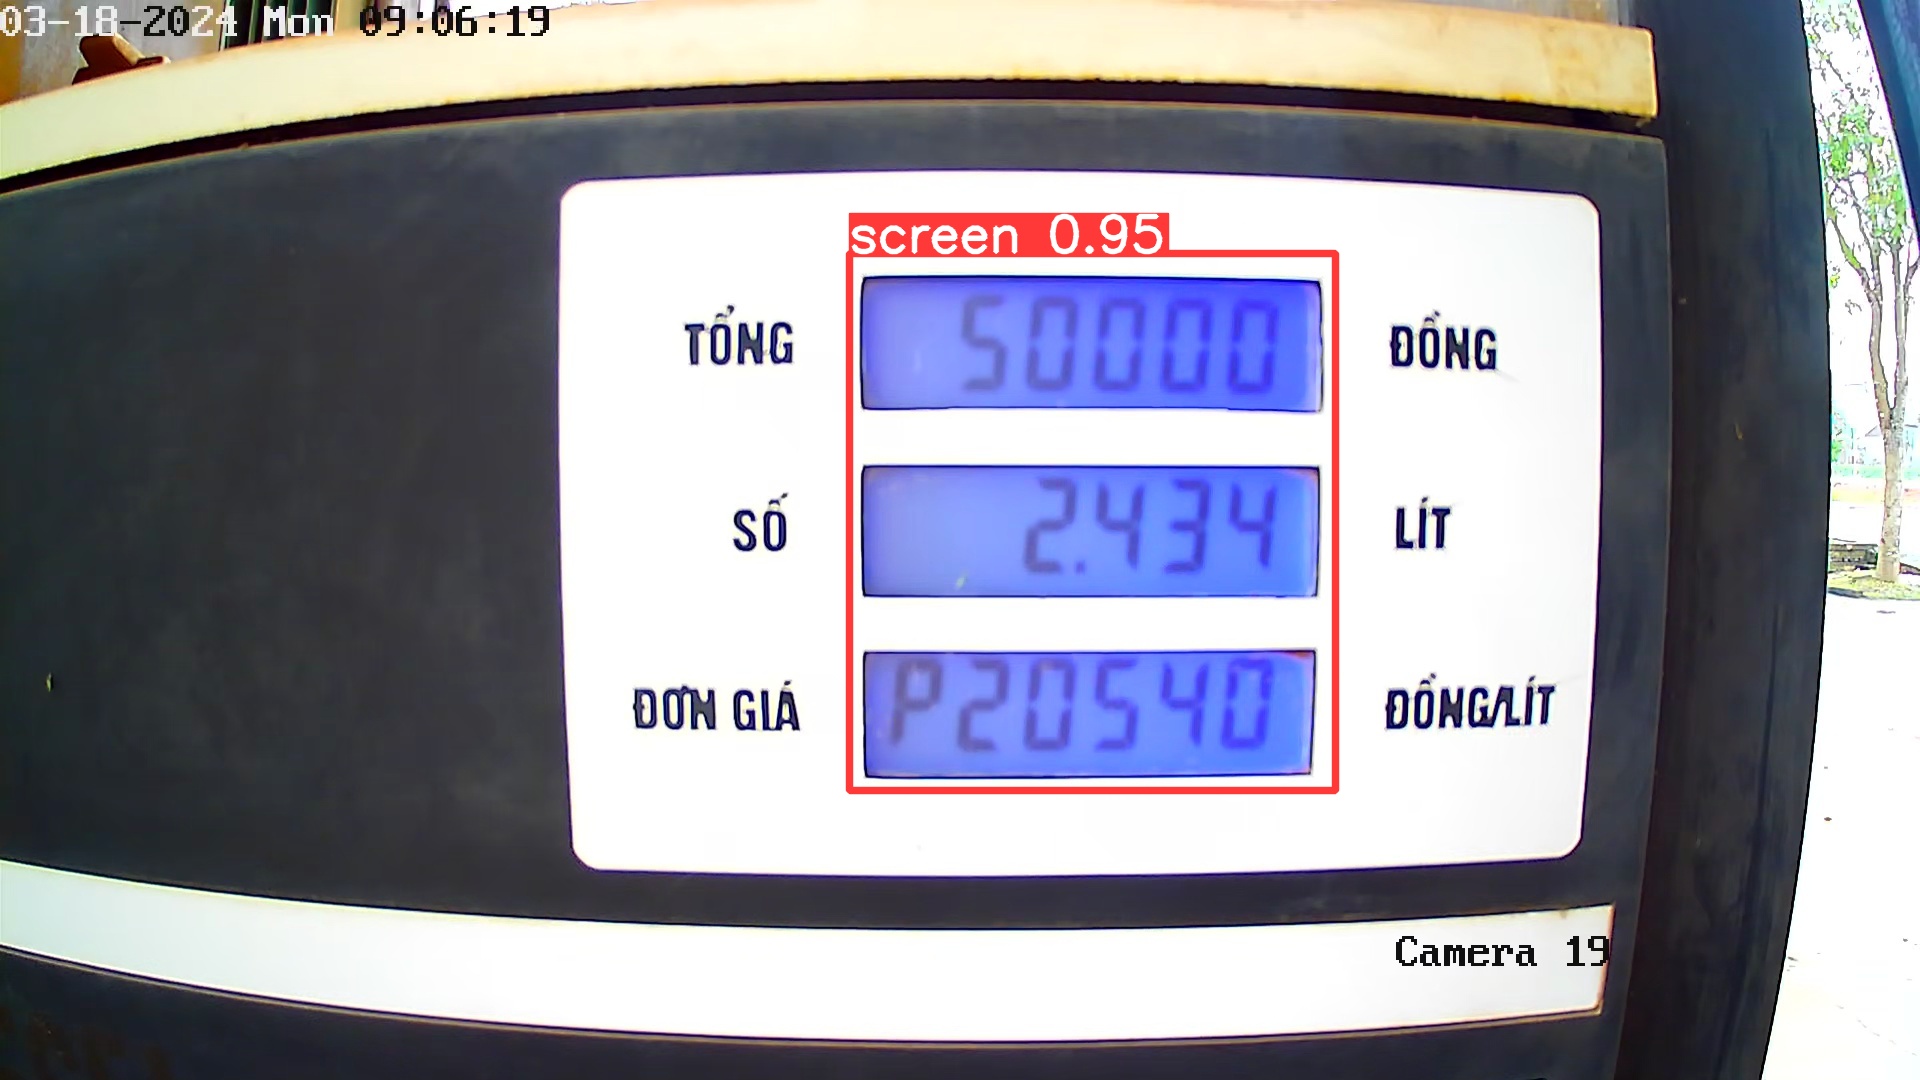 03-18-2024 Mon 09:06:19
screen 0.95
TỔNG 50000 ĐỒNG
SỐ 2.434 LÍT
ĐƠN GIÁ P20540 ĐỒNG/LÍT
Camera 19